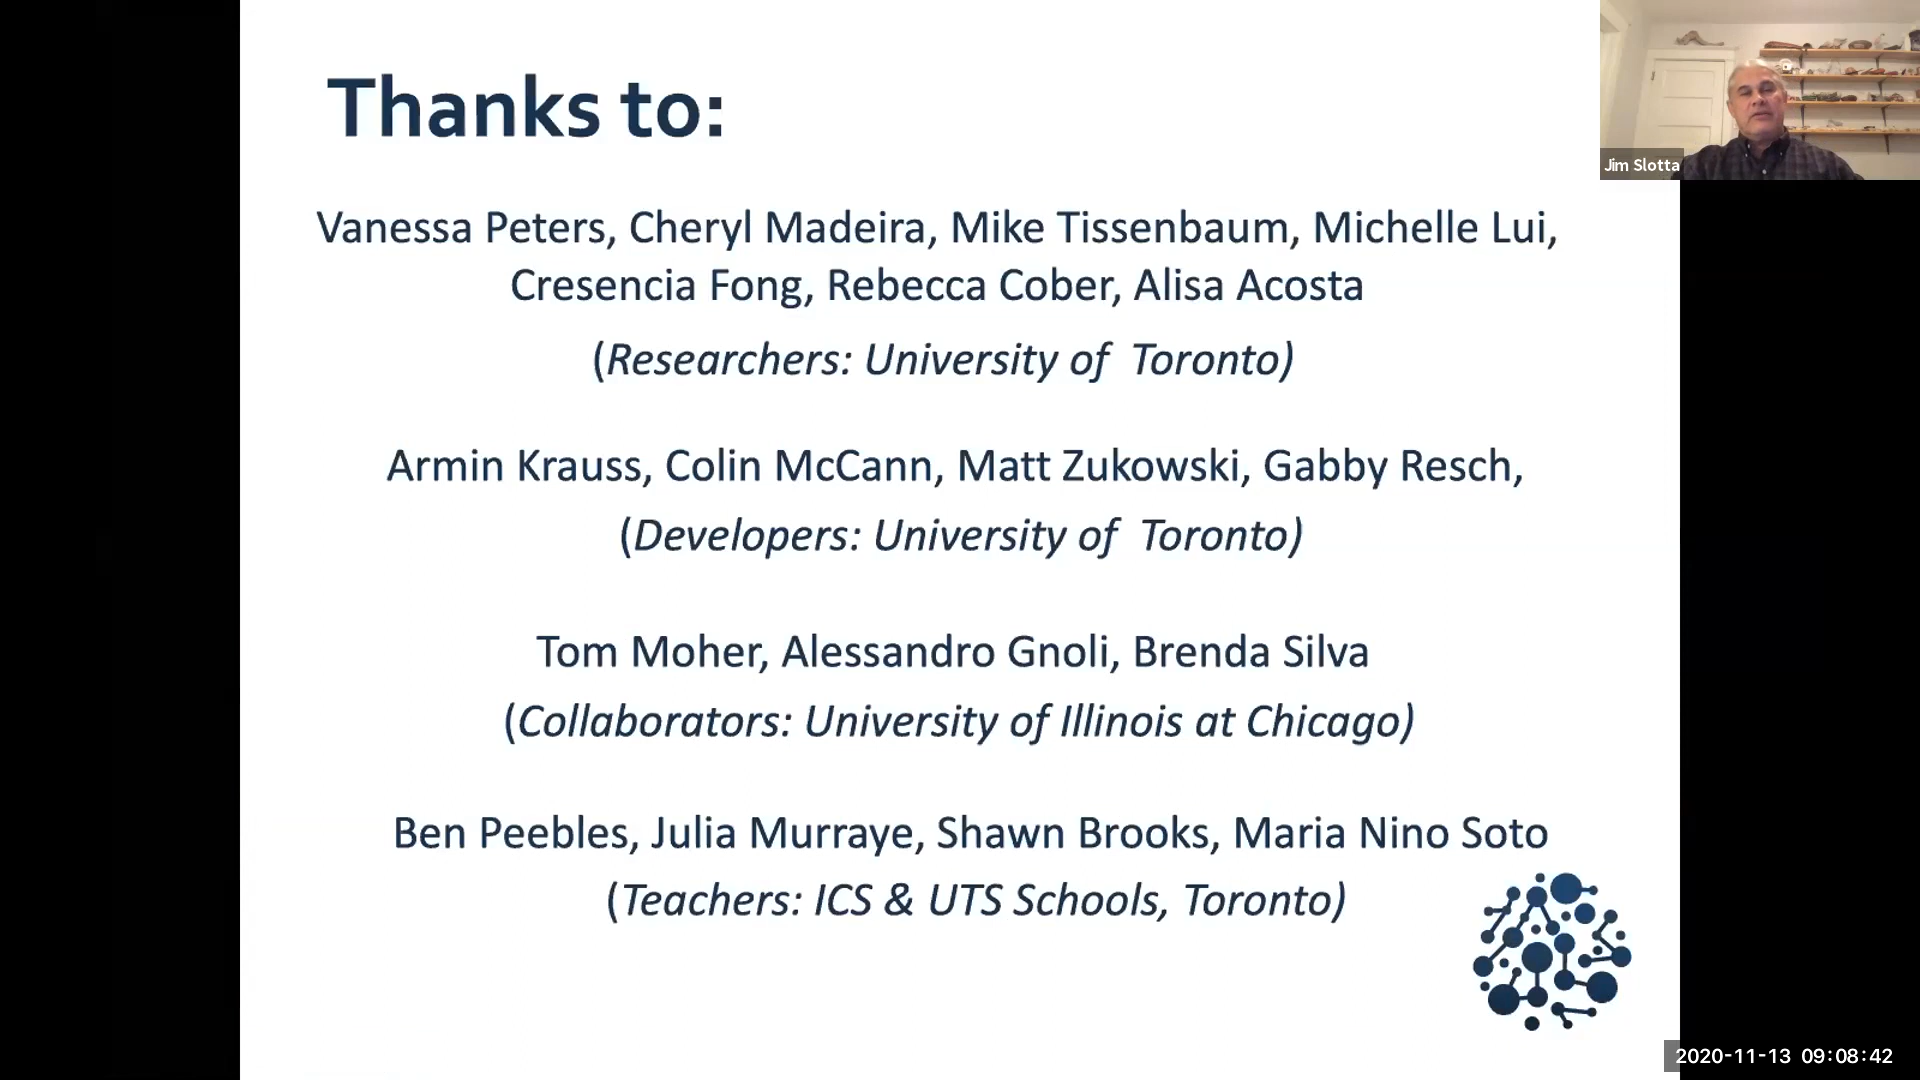 Thanks to:
Jim Slotta
Vanessa Peters, Cheryl Madeira, Mike Tissenbaum, Michelle Lui,
Cresencia Fong, Rebecca Cober, Alisa Acosta
(Researchers: University of Toronto)
Armin Krauss, Colin McCann, Matt Zukowski, Gabby Resch,
(Developers: University of Toronto)
Tom Moher, Alessandro Gnoli, Brenda Silva
(Collaborators: University of Illinois at Chicago)
Ben Peebles, Julia Murraye, Shawn Brooks, Maria Nino Soto
(Teachers: ICS & UTS Schools, Toronto)
2020-11-13 09:08:42